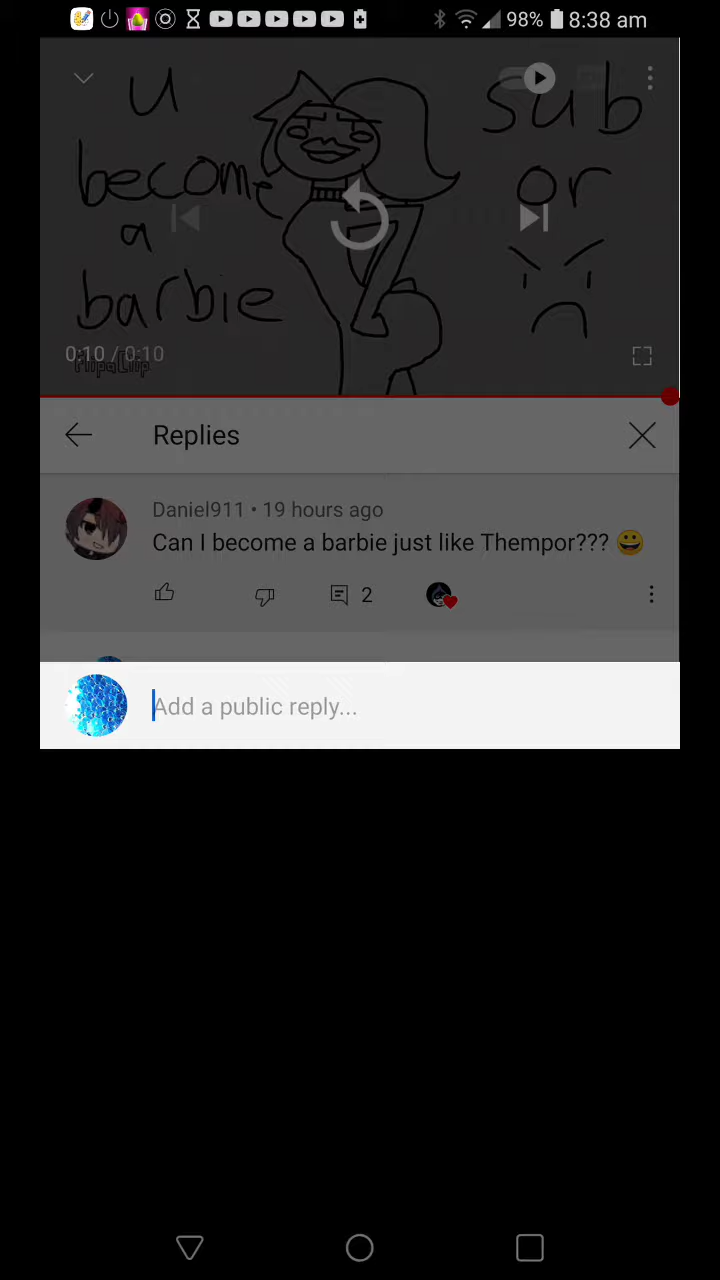 98% 8:38 am
u
become
a
barbie
sub
or
0:10 / 0:10
FlipaClip
Replies
Daniel911 • 19 hours ago
Can I become a barbie just like Thempor??? 😀
2
Add a public reply...